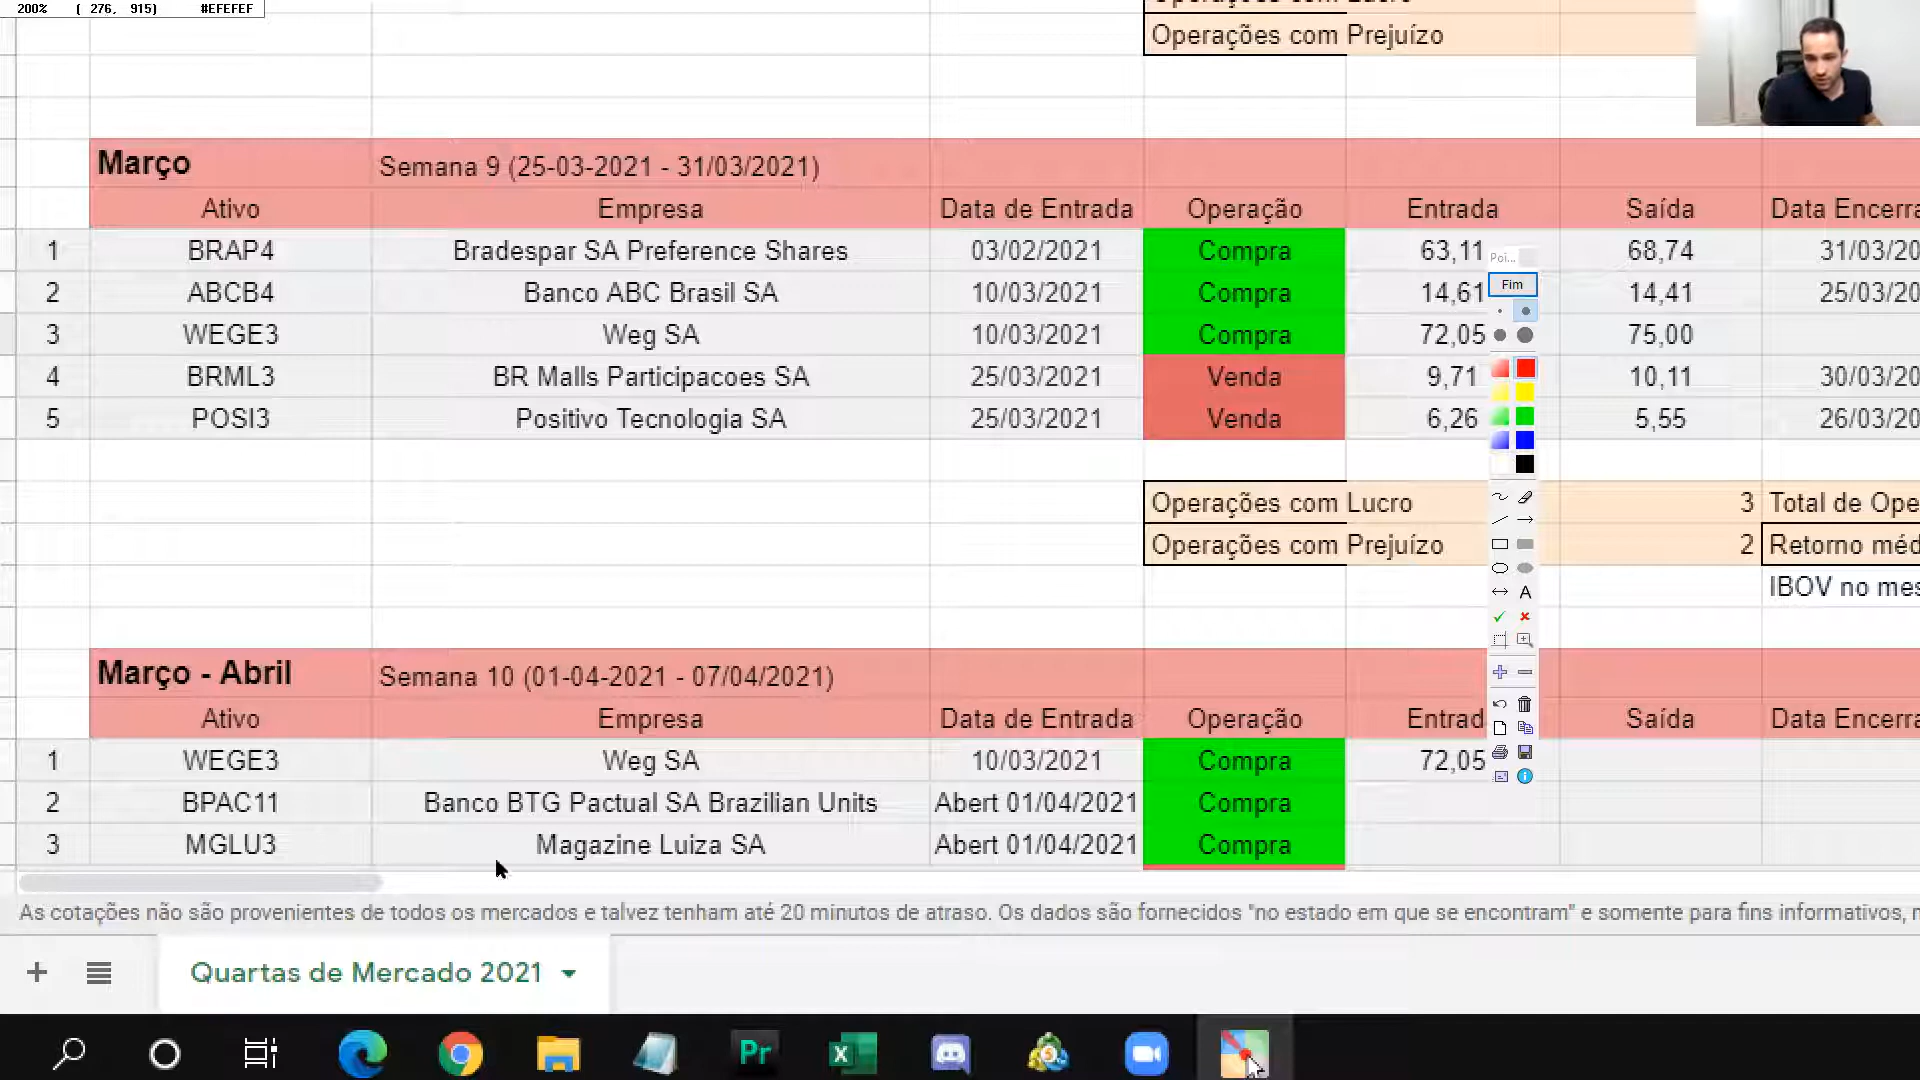 200% ( 276, 915) #EFEFEF
Operações com Prejuízo
Março Semana 9 (25-03-2021 - 31/03/2021)
Ativo Empresa Data de Entrada Operação Entrada Saída Data Encerra
1 BRAP4 Bradespar SA Preference Shares 03/02/2021 Compra 63,11 68,74 31/03/20
2 ABCB4 Banco ABC Brasil SA 10/03/2021 Compra 14,61 14,41 25/03/20
3 WEGE3 Weg SA 10/03/2021 Compra 72,05 75,00
4 BRML3 BR Malls Participacoes SA 25/03/2021 Venda 9,71 10,11 30/03/20
5 POSI3 Positivo Tecnologia SA 25/03/2021 Venda 6,26 5,55 26/03/20
Poi...
Fim
Operações com Lucro 3 Total de Ope
Operações com Prejuízo 2 Retorno méd
IBOV no mes
A
Março - Abril Semana 10 (01-04-2021 - 07/04/2021)
Ativo Empresa Data de Entrada Operação Entrad Saída Data Encerra
1 WEGE3 Weg SA 10/03/2021 Compra 72,05
2 BPAC11 Banco BTG Pactual SA Brazilian Units Abert 01/04/2021 Compra
3 MGLU3 Magazine Luiza SA Abert 01/04/2021 Compra
As cotações não são provenientes de todos os mercados e talvez tenham até 20 minutos de atraso. Os dados são fornecidos "no estado em que se encontram" e somente para fins informativos,
Quartas de Mercado 2021
Pr
X